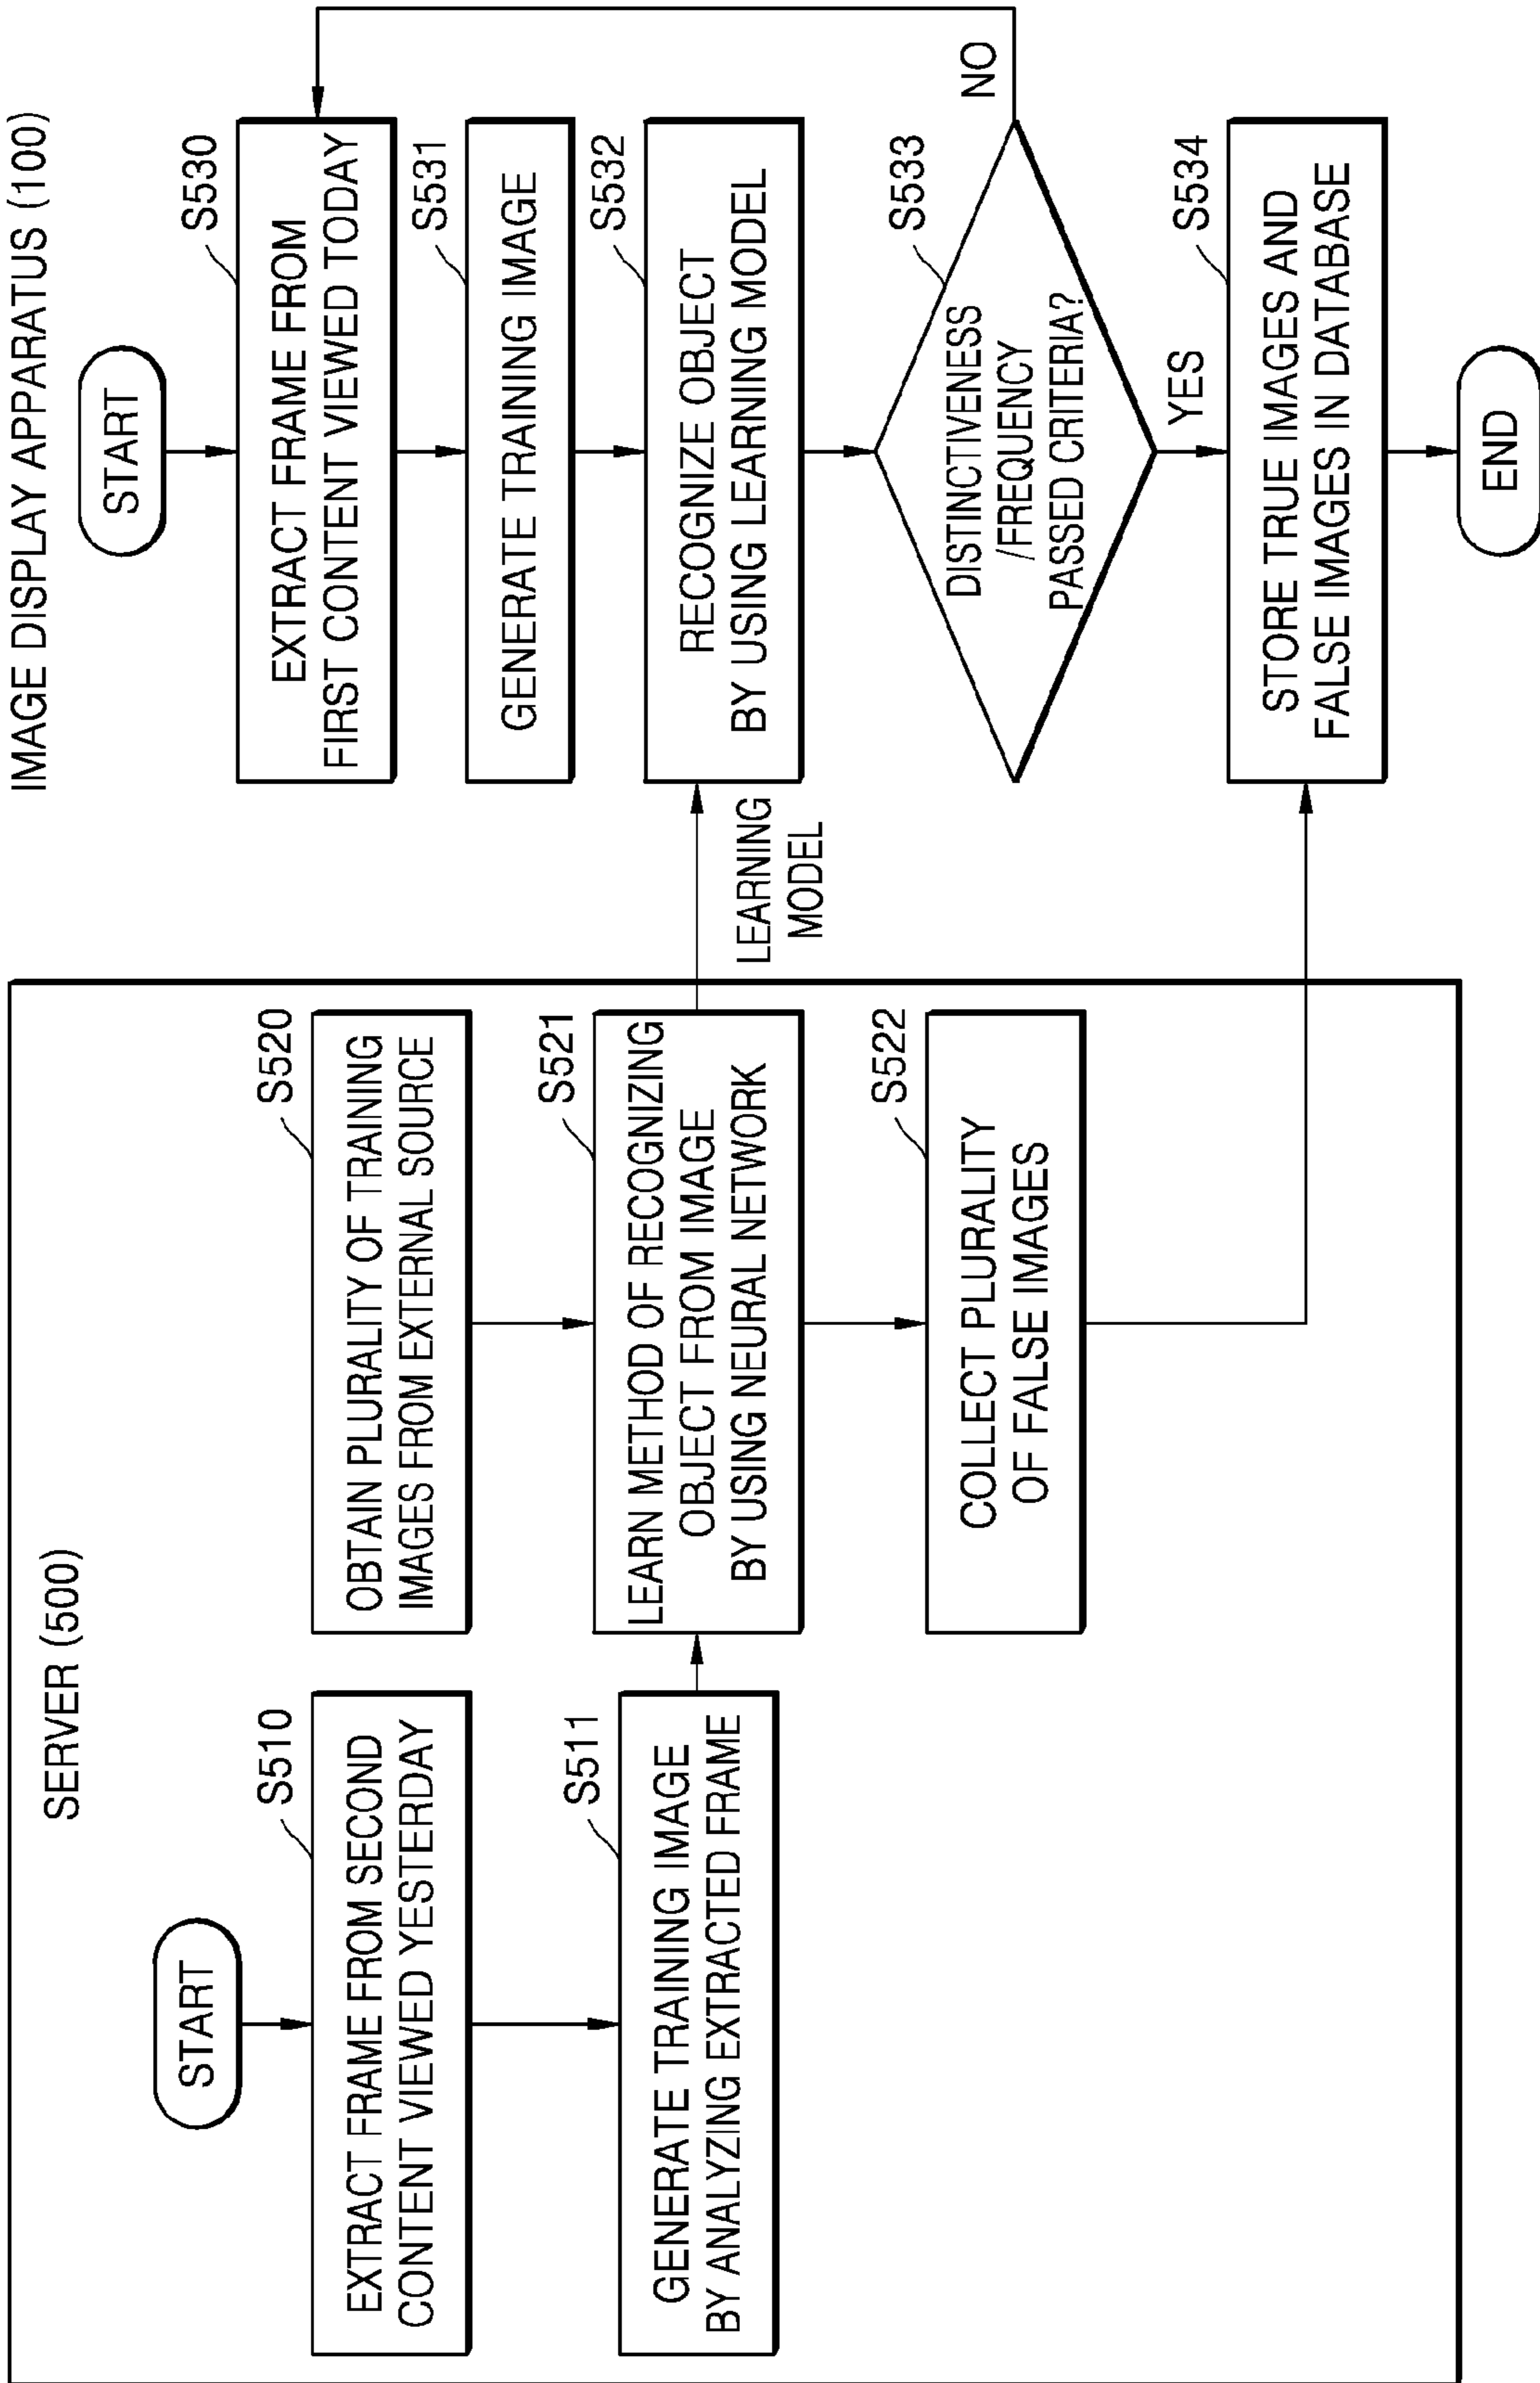 SERVER (500)
START
S510
EXTRACT FRAME FROM SECOND
CONTENT VIEWED YESTERDAY
S511
GENERATE TRAINING IMAGE
BY ANALYZING EXTRACTED FRAME
S520
OBTAIN PLURALITY OF TRAINING
IMAGES FROM EXTERNAL SOURCE
S521
LEARN METHOD OF RECOGNIZING
OBJECT FROM IMAGE
BY USING NEURAL NETWORK
S522
COLLECT PLURALITY
OF FALSE IMAGES
LEARNING
MODEL
IMAGE DISPLAY APPARATUS (100)
START
S530
EXTRACT FRAME FROM
FIRST CONTENT VIEWED TODAY
S531
GENERATE TRAINING IMAGE
S532
RECOGNIZE OBJECT
BY USING LEARNING MODEL
S533
DISTINCTIVENESS
/FREQUENCY
PASSED CRITERIA?
NO
YES
S534
STORE TRUE IMAGES AND
FALSE IMAGES IN DATABASE
END